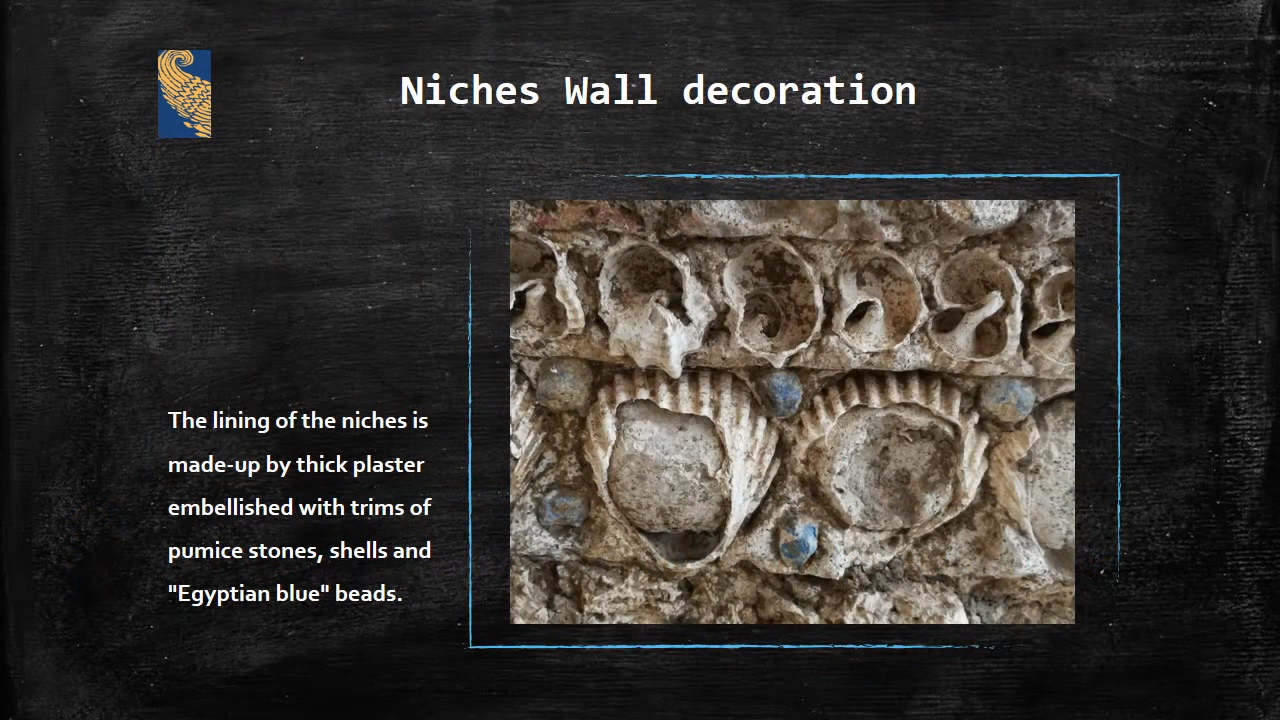 Niches Wall decoration
The lining of the niches is
made-up by thick plaster
embellished with trims of
pumice stones, shells and
"Egyptian blue" beads.